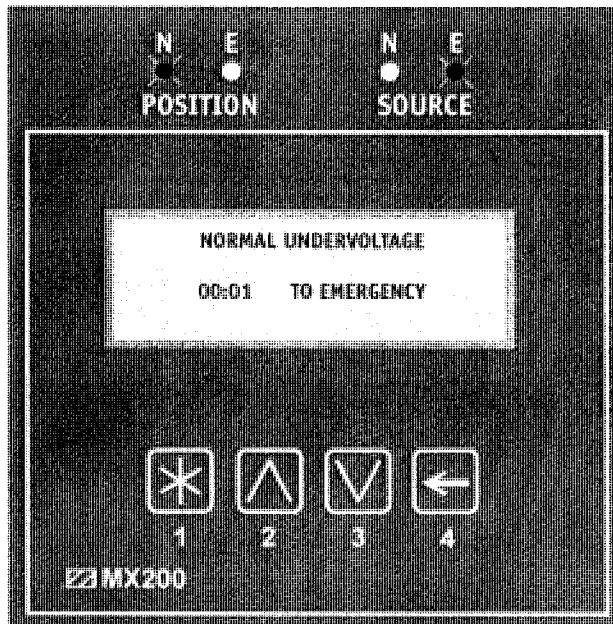 N E N E
POSITION SOURCE
NORMAL UNDERVOLTAGE
00:01 TO EMERGENCY
1 2 3 4
MX200